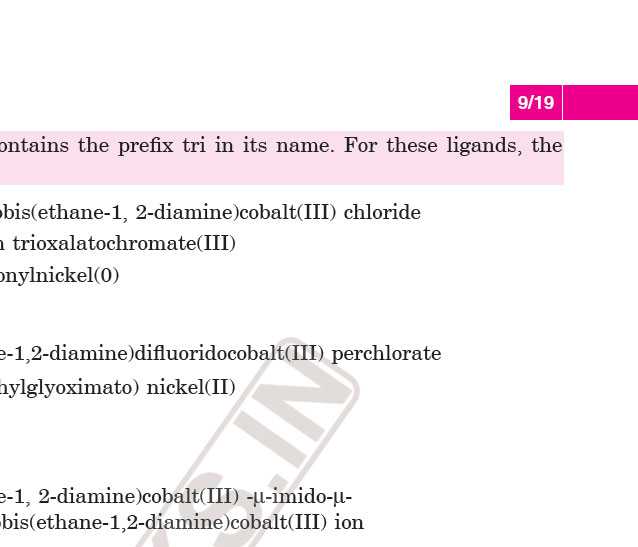 9/19
ontains the prefix tri in its name. For these ligands, the
bis(ethane-1, 2-diamine)cobalt(III) chloride
trioxalatochromate(III)
onylnickel(0)
e-1,2-diamine)difluoridocobalt(III) perchlorate
hylglyoximato) nickel(II)
e-1, 2-diamine)cobalt(III) -μ-imido-μ-
bis(ethane-1,2-diamine)cobalt(III) ion
S.IN